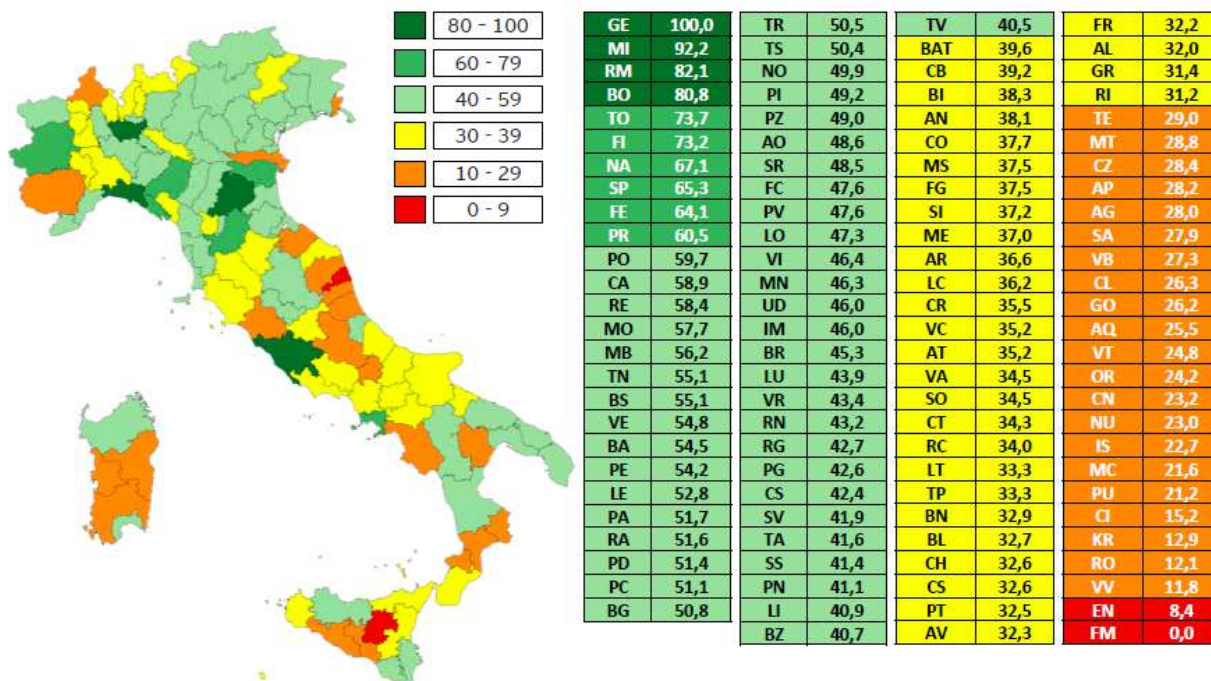 80 - 100
60 - 79
40 - 59
30 - 39
10 - 29
0 - 9
GE 100,0
MI 92,2
RM 82,1
BO 80,8
TO 73,7
FI 73,2
NA 67,1
SP 65,3
FE 64,1
PR 60,5
PO 59,7
CA 58,9
RE 58,4
MO 57,7
MB 56,2
TN 55,1
BS 55,1
VE 54,8
BA 54,5
PE 54,2
LE 52,8
PA 51,7
RA 51,6
PD 51,4
PC 51,1
BG 50,8
TR 50,5
TS 50,4
NO 49,9
PI 49,2
PZ 49,0
AO 48,6
SR 48,5
FC 47,6
PV 47,6
LO 47,3
VI 46,4
MN 46,3
UD 46,0
IM 46,0
BR 45,3
LU 43,9
VR 43,4
RN 43,2
RG 42,7
PG 42,6
CS 42,4
SV 41,9
TA 41,6
SS 41,4
PN 41,1
LI 40,9
BZ 40,7
TV 40,5
BAT 39,6
CB 39,2
BI 38,3
AN 38,1
CO 37,7
MS 37,5
FG 37,5
SI 37,2
ME 37,0
AR 36,6
LC 36,2
CR 35,5
VC 35,2
AT 35,2
VA 34,5
SO 34,5
CT 34,3
RC 34,0
LT 33,3
TP 33,3
BN 32,9
BL 32,7
CH 32,6
CS 32,6
PT 32,5
AV 32,3
FR 32,2
AL 32,0
GR 31,4
RI 31,2
TE 29,0
MT 28,8
CZ 28,4
AP 28,2
AG 28,0
SA 27,9
VB 27,3
CL 26,3
GO 26,2
AQ 25,5
VT 24,8
OR 24,2
CN 23,2
NU 23,0
IS 22,7
MC 21,6
PU 21,2
CI 15,2
KR 12,9
RO 12,1
VV 11,8
EN 8,4
FM 0,0